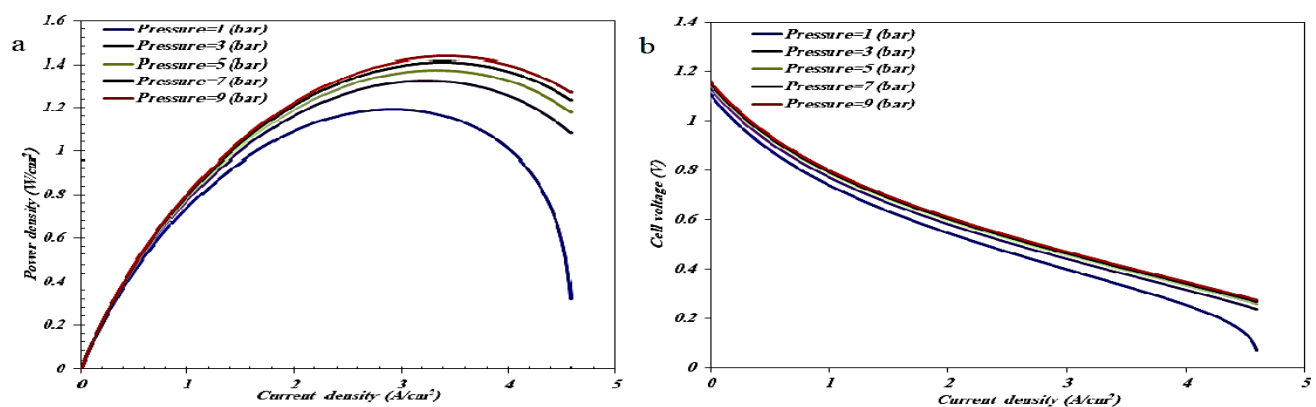 a
Pressure=1 (bar)
Pressure=3 (bar)
Pressure=5 (bar)
Pressure=7 (bar)
Pressure=9 (bar)
Power density (W/cm²)
1.6
1.4
1.2
1
0.8
0.6
0.4
0.2
0
0 1 2 3 4 5
Current density (A/cm²)
b
Pressure=1 (bar)
Pressure=3 (bar)
Pressure=5 (bar)
Pressure=7 (bar)
Pressure=9 (bar)
Cell voltage (V)
1.4
1.2
1
0.8
0.6
0.4
0.2
0
0 1 2 3 4 5
Current density (A/cm²)